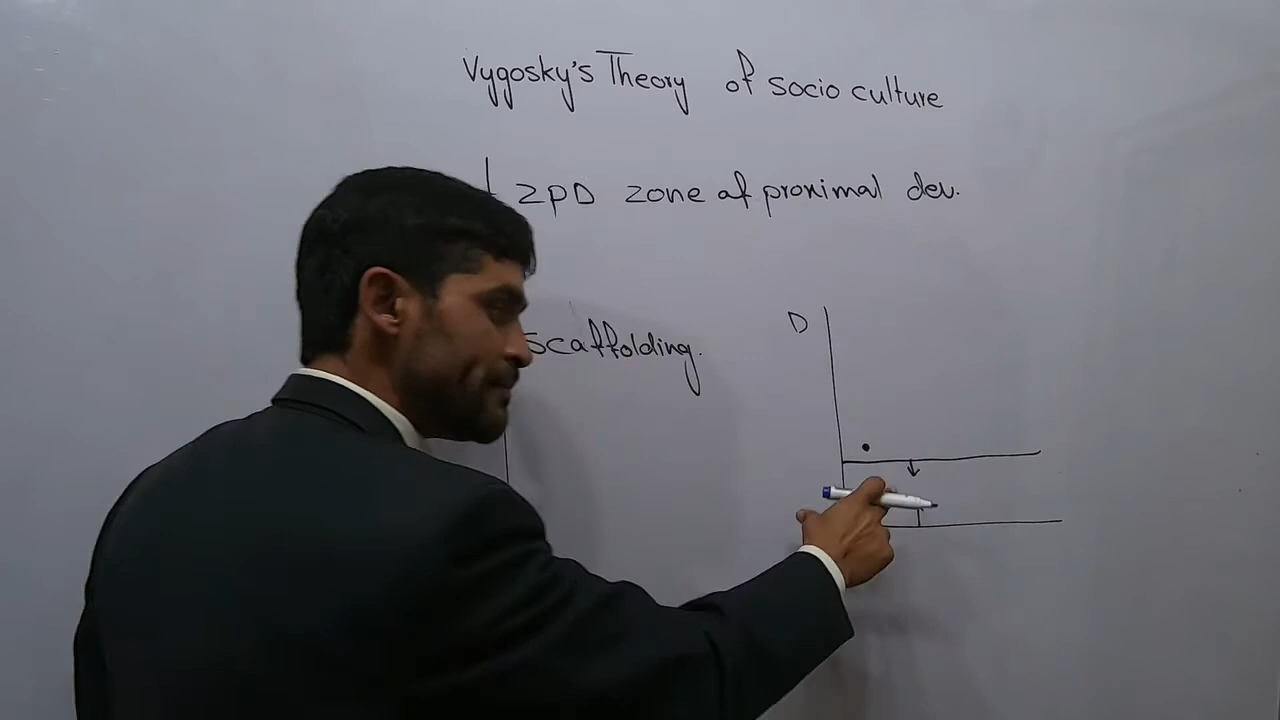 Vygosky's Theory of socio culture
ZPD zone of proximal dev.
scaffolding.
D